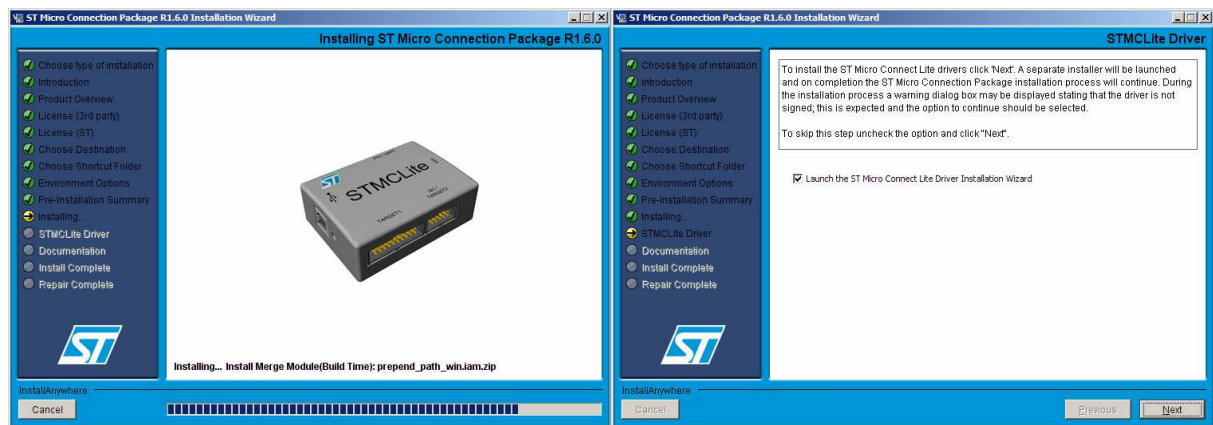 ST Micro Connection Package R1.6.0 Installation Wizard
Installing ST Micro Connection Package R1.6.0
Choose type of installation
Introduction
Product Overview
License (3rd party)
License (ST)
Choose Destination
Choose Shortcut Folder
Environment Options
Pre-Installation Summary
Installing...
STMCLite Driver
Documentation
Install Complete
Repair Complete
ST
ST
STMCLite
TARGET1
TARGET2
Installing... Install Merge Module(Build Time): prepend_path_win.iam.zip
InstallAnywhere
Cancel
ST Micro Connection Package R1.6.0 Installation Wizard
STMCLite Driver
Choose type of installation
Introduction
Product Overview
License (3rd party)
License (ST)
Choose Destination
Choose Shortcut Folder
Environment Options
Pre-Installation Summary
Installing...
STMCLite Driver
Documentation
Install Complete
Repair Complete
ST
To install the ST Micro Connect Lite drivers click 'Next'. A separate installer will be launched
and on completion the ST Micro Connection Package installation process will continue. During
the installation process a warning dialog box may be displayed stating that the driver is not
signed; this is expected and the option to continue should be selected.
To skip this step uncheck the option and click "Next".
Launch the ST Micro Connect Lite Driver Installation Wizard
InstallAnywhere
Cancel
Previous
Next